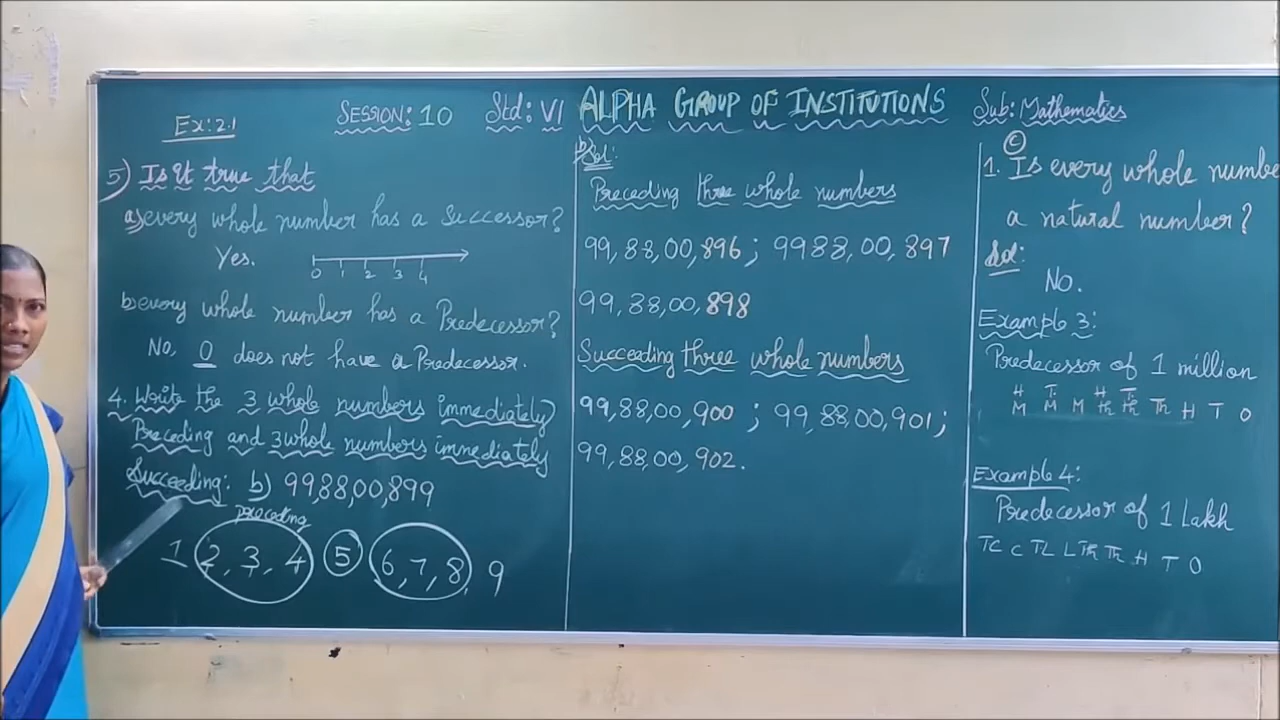 SESSION: 10 Std: VI ALPHA GROUP OF INSTITUTIONS Sub: Mathematics
Ex: 2.1
5) Is it true that
a) every whole number has a Successor?
Yes.
0 1 2 3 4
b) every whole number has a Predecessor?
No, 0 does not have a Predecessor.
4. Write the 3 whole numbers immediately
Preceding and 3 whole numbers immediately
Succeeding: b) 99,88,00,899
preceding
1 2, 3, 4 5 6, 7, 8, 9
b) Sol:
Preceding three whole numbers
99, 88, 00, 896 ; 9988, 00, 897
99, 88, 00, 898
Succeeding three whole numbers
99, 88, 00, 900 ; 99, 88, 00, 901 ;
99, 88, 00, 902.
C
1. Is every whole numbe
a natural number?
Sol:
No.
Example 3:
Predecessor of 1 million
H T H T
M M M Th Th Th H T O
Example 4:
Predecessor of 1 Lakh
TC C TL L TTh Th H T O